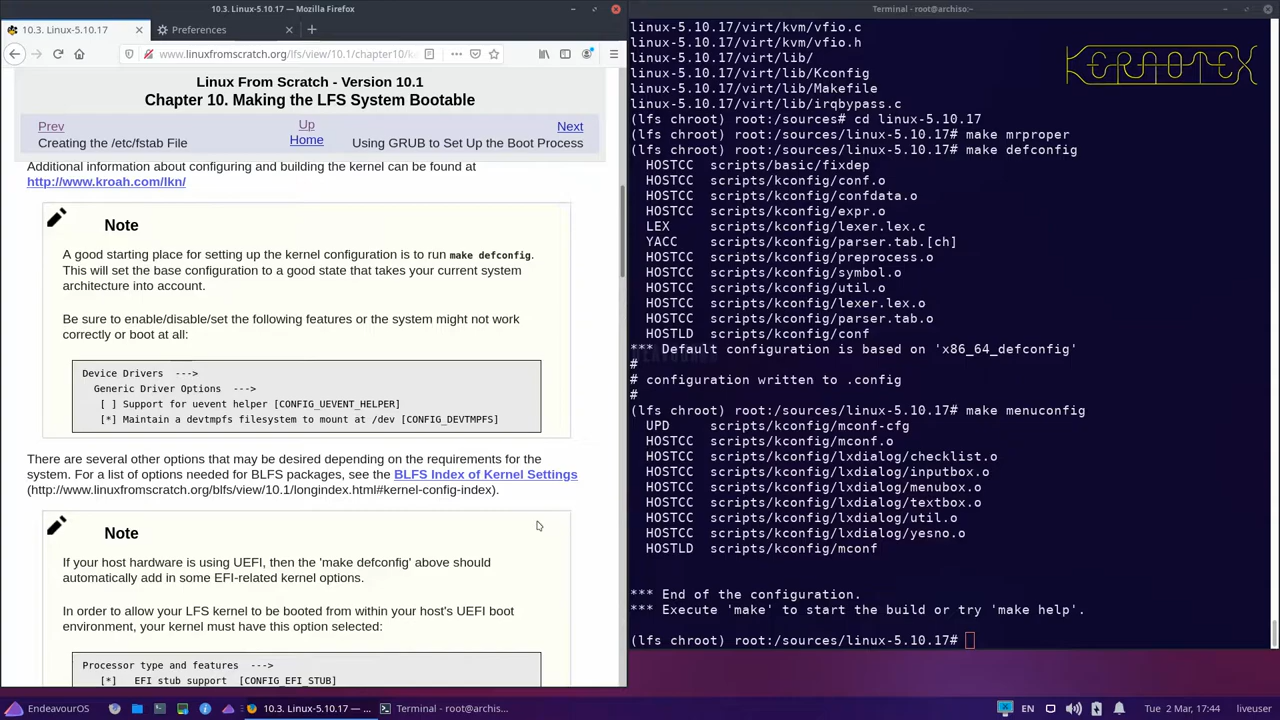 10.3. Linux-5.10.17 — Mozilla Firefox
10.3. Linux-5.10.17
Preferences
www.linuxfromscratch.org/lfs/view/10.1/chapter10/k
Linux From Scratch - Version 10.1
Chapter 10. Making the LFS System Bootable
Prev
Up
Next
Creating the /etc/fstab File
Home
Using GRUB to Set Up the Boot Process
Additional information about configuring and building the kernel can be found at
http://www.kroah.com/lkn/
Note
A good starting place for setting up the kernel configuration is to run make defconfig.
This will set the base configuration to a good state that takes your current system
architecture into account.
Be sure to enable/disable/set the following features or the system might not work
correctly or boot at all:
Device Drivers --->
Generic Driver Options --->
[ ] Support for uevent helper [CONFIG_UEVENT_HELPER]
[*] Maintain a devtmpfs filesystem to mount at /dev [CONFIG_DEVTMPFS]
There are several other options that may be desired depending on the requirements for the
system. For a list of options needed for BLFS packages, see the BLFS Index of Kernel Settings
(http://www.linuxfromscratch.org/blfs/view/10.1/longindex.html#kernel-config-index).
Note
If your host hardware is using UEFI, then the 'make defconfig' above should
automatically add in some EFI-related kernel options.
In order to allow your LFS kernel to be booted from within your host's UEFI boot
environment, your kernel must have this option selected:
Processor type and features --->
[*] EFI stub support [CONFIG_EFI_STUB]
Terminal - root@archiso:~
linux-5.10.17/virt/kvm/vfio.c
linux-5.10.17/virt/kvm/vfio.h
linux-5.10.17/virt/lib/
linux-5.10.17/virt/lib/Kconfig
linux-5.10.17/virt/lib/Makefile
linux-5.10.17/virt/lib/irqbypass.c
(lfs chroot) root:/sources# cd linux-5.10.17
(lfs chroot) root:/sources/linux-5.10.17# make mrproper
(lfs chroot) root:/sources/linux-5.10.17# make defconfig
HOSTCC scripts/basic/fixdep
HOSTCC scripts/kconfig/conf.o
HOSTCC scripts/kconfig/confdata.o
HOSTCC scripts/kconfig/expr.o
LEX scripts/kconfig/lexer.lex.c
YACC scripts/kconfig/parser.tab.[ch]
HOSTCC scripts/kconfig/preprocess.o
HOSTCC scripts/kconfig/symbol.o
HOSTCC scripts/kconfig/util.o
HOSTCC scripts/kconfig/lexer.lex.o
HOSTCC scripts/kconfig/parser.tab.o
HOSTLD scripts/kconfig/conf
*** Default configuration is based on 'x86_64_defconfig'
#
# configuration written to .config
#
(lfs chroot) root:/sources/linux-5.10.17# make menuconfig
UPD scripts/kconfig/mconf-cfg
HOSTCC scripts/kconfig/mconf.o
HOSTCC scripts/kconfig/lxdialog/checklist.o
HOSTCC scripts/kconfig/lxdialog/inputbox.o
HOSTCC scripts/kconfig/lxdialog/menubox.o
HOSTCC scripts/kconfig/lxdialog/textbox.o
HOSTCC scripts/kconfig/lxdialog/util.o
HOSTCC scripts/kconfig/lxdialog/yesno.o
HOSTLD scripts/kconfig/mconf
*** End of the configuration.
*** Execute 'make' to start the build or try 'make help'.
(lfs chroot) root:/sources/linux-5.10.17#
EndeavourOS
10.3. Linux-5.10.17 — ...
Terminal - root@archis...
EN
Tue 2 Mar, 17:44
liveuser